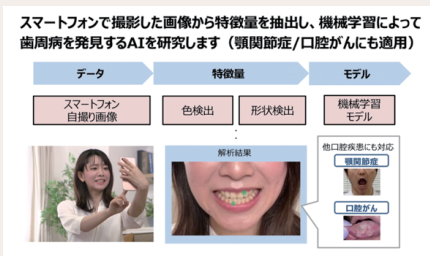 スマートフォンで撮影した画像から特徴量を抽出し、機械学習によって
歯周病を発見するAIを研究します（顎関節症/口腔がんにも適用）
データ
特徴量
モデル
スマートフォン
自撮り画像
色検出
形状検出
機械学習
モデル
：
解析結果
他口腔疾患にも対応
顎関節症
口腔がん